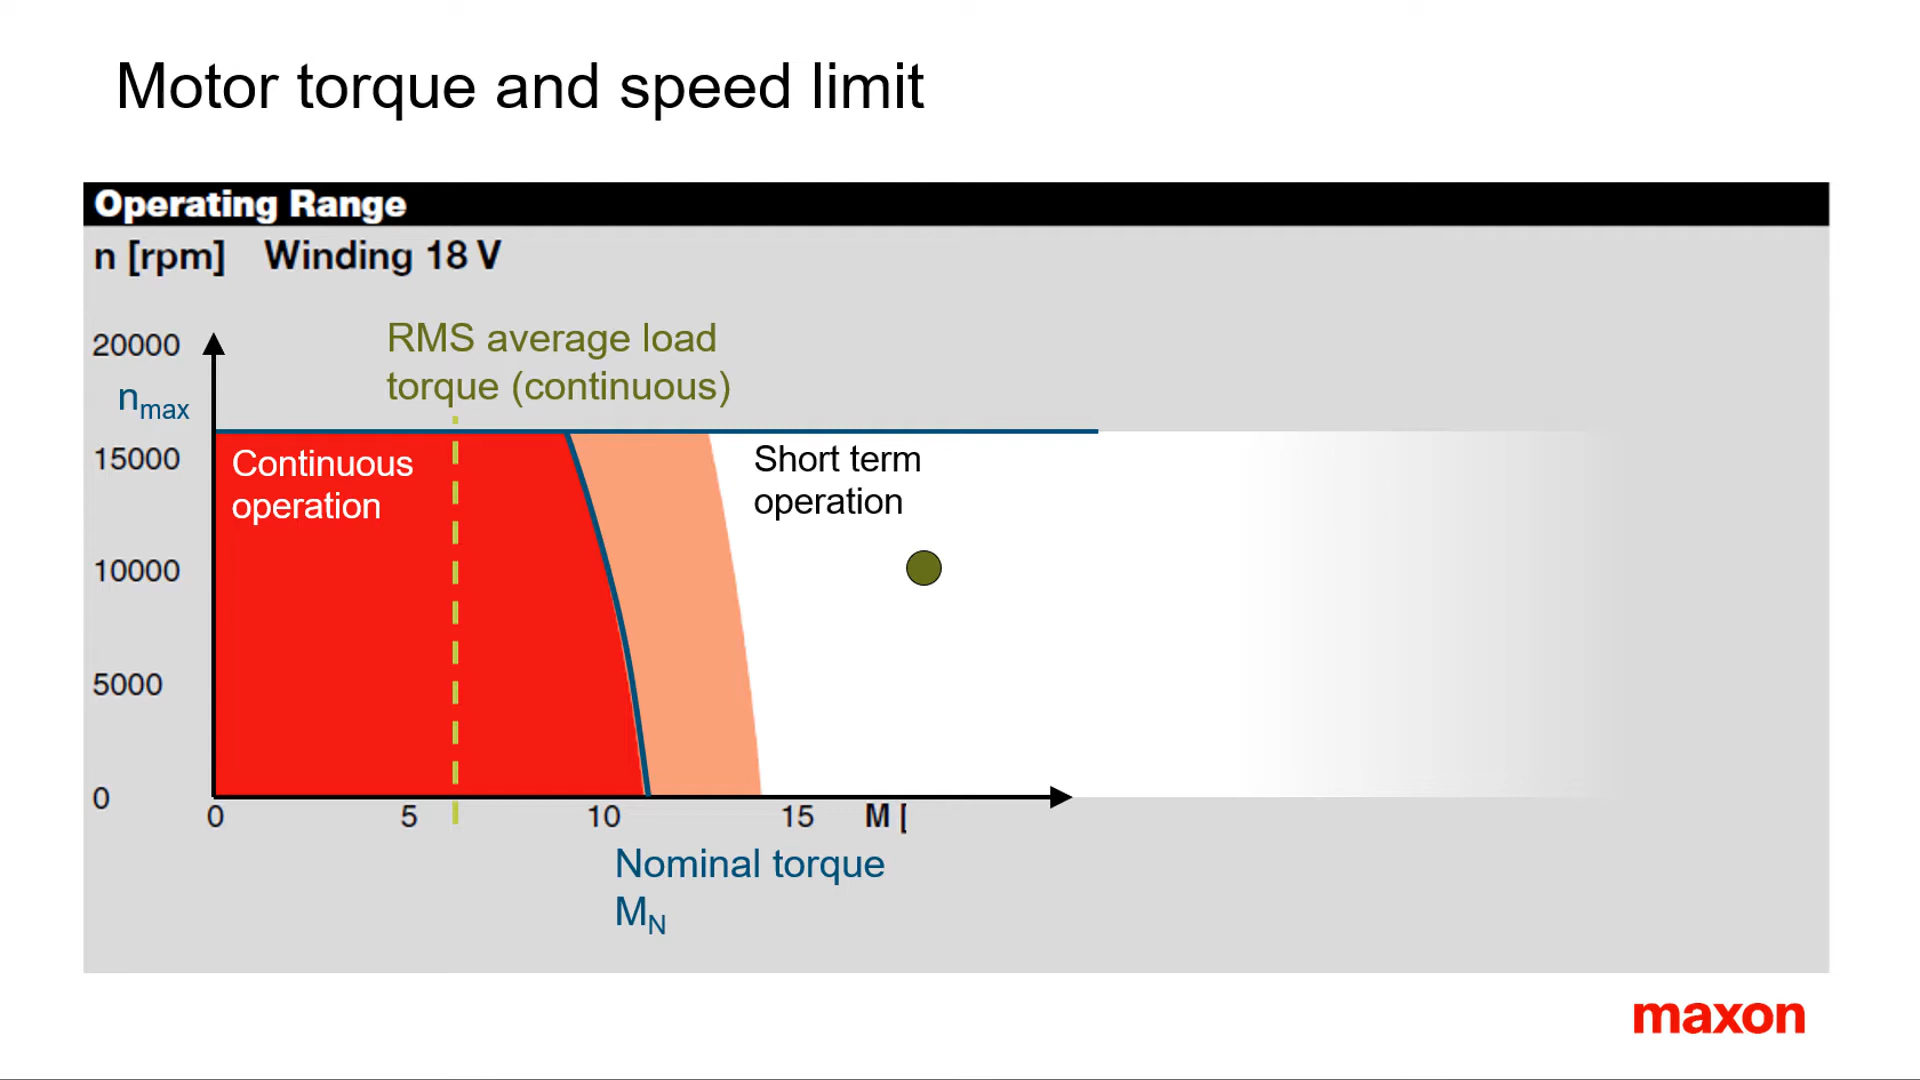 Motor torque and speed limit
Operating Range
n [rpm] Winding 18 V
RMS average load
torque (continuous)
20000
nmax
15000
Continuous
operation
Short term
operation
10000
5000
0
0 5 10 15 M [
Nominal torque
MN
maxon